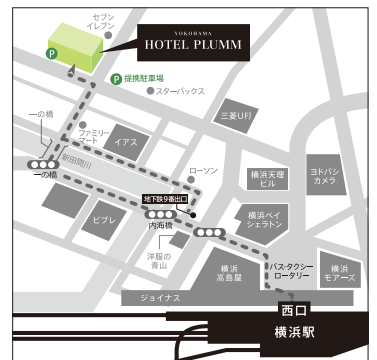 セブン
イレブン
YOKOHAMA
HOTEL PLUMM
P
P 提携駐車場
スターバックス
三菱UFJ
一の橋
ファミリー
マート
イアス
新田間川
一の橋
ローソン
横浜天理
ビル
ヨドバシ
カメラ
地下鉄9番出口
ビブレ
内海橋
横浜ベイ
シェラトン
洋服の
青山
横浜
高島屋
バス・タクシー
ロータリー
横浜
モアーズ
ジョイナス
西口
横浜駅